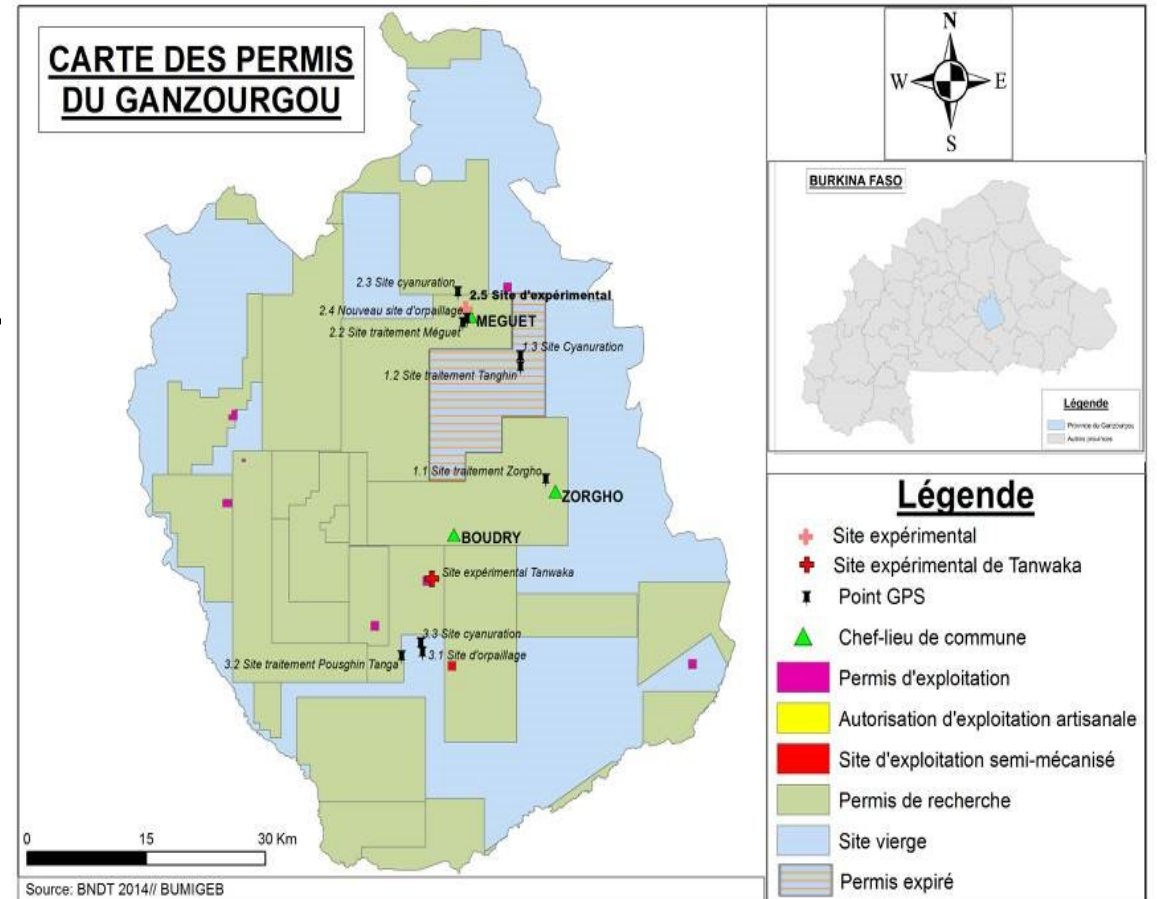 CARTE DES PERMIS
DU GANZOURGOU
2.3 Site cyanuration
2.5 Site d'expérimental
2.4 Nouveau site d'orpaillage
MEGUET
2.2 Site traitement Méguet
1.3 Site Cyanuration
1.2 Site traitement Tanghin
1.1 Site traitement Zorgho
ZORGHO
BOUDRY
Site expérimental Tanwaka
3.3 Site cyanuration
3.1 Site d'orpaillage
3.2 Site traitement Pousghin Tanga
0 15 30 Km
Source: BNDT 2014// BUMIGEB
N
W E
S
BURKINA FASO
Légende
Province du Ganzourgou
Autres provinces
Légende
Site expérimental
Site expérimental de Tanwaka
Point GPS
Chef-lieu de commune
Permis d'exploitation
Autorisation d'exploitation artisanale
Site d'exploitation semi-mécanisé
Permis de recherche
Site vierge
Permis expiré